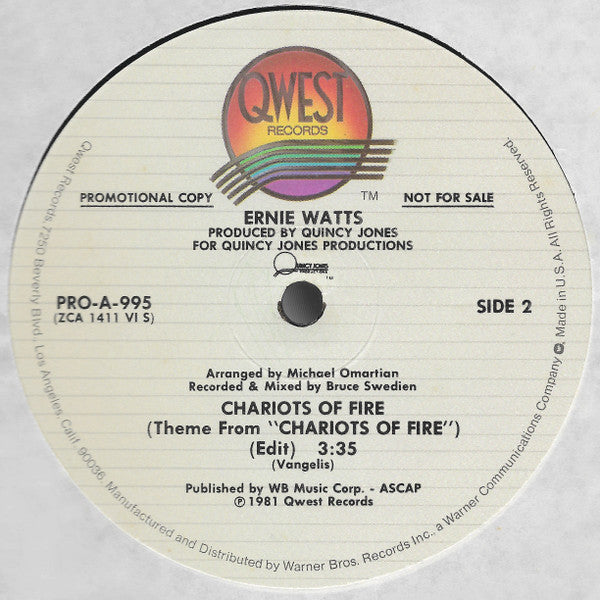 QWEST
RECORDS
TM
PROMOTIONAL COPY
NOT FOR SALE
ERNIE WATTS
PRODUCED BY QUINCY JONES
FOR QUINCY JONES PRODUCTIONS
QUINCY JONES
PRO-A-995
(ZCA 1411 VI S)
SIDE 2
Arranged by Michael Omartian
Recorded & Mixed by Bruce Swedien
CHARIOTS OF FIRE
(Theme From "CHARIOTS OF FIRE")
(Edit) 3:35
(Vangelis)
Published by WB Music Corp. - ASCAP
℗ 1981 Qwest Records
Qwest Records 7250 Beverly Blvd. Los Angeles, Calif. 90036 Manufactured and Distributed by Warner Bros. Records Inc., a Warner Communications Company, Made in U.S.A. All Rights Reserved.